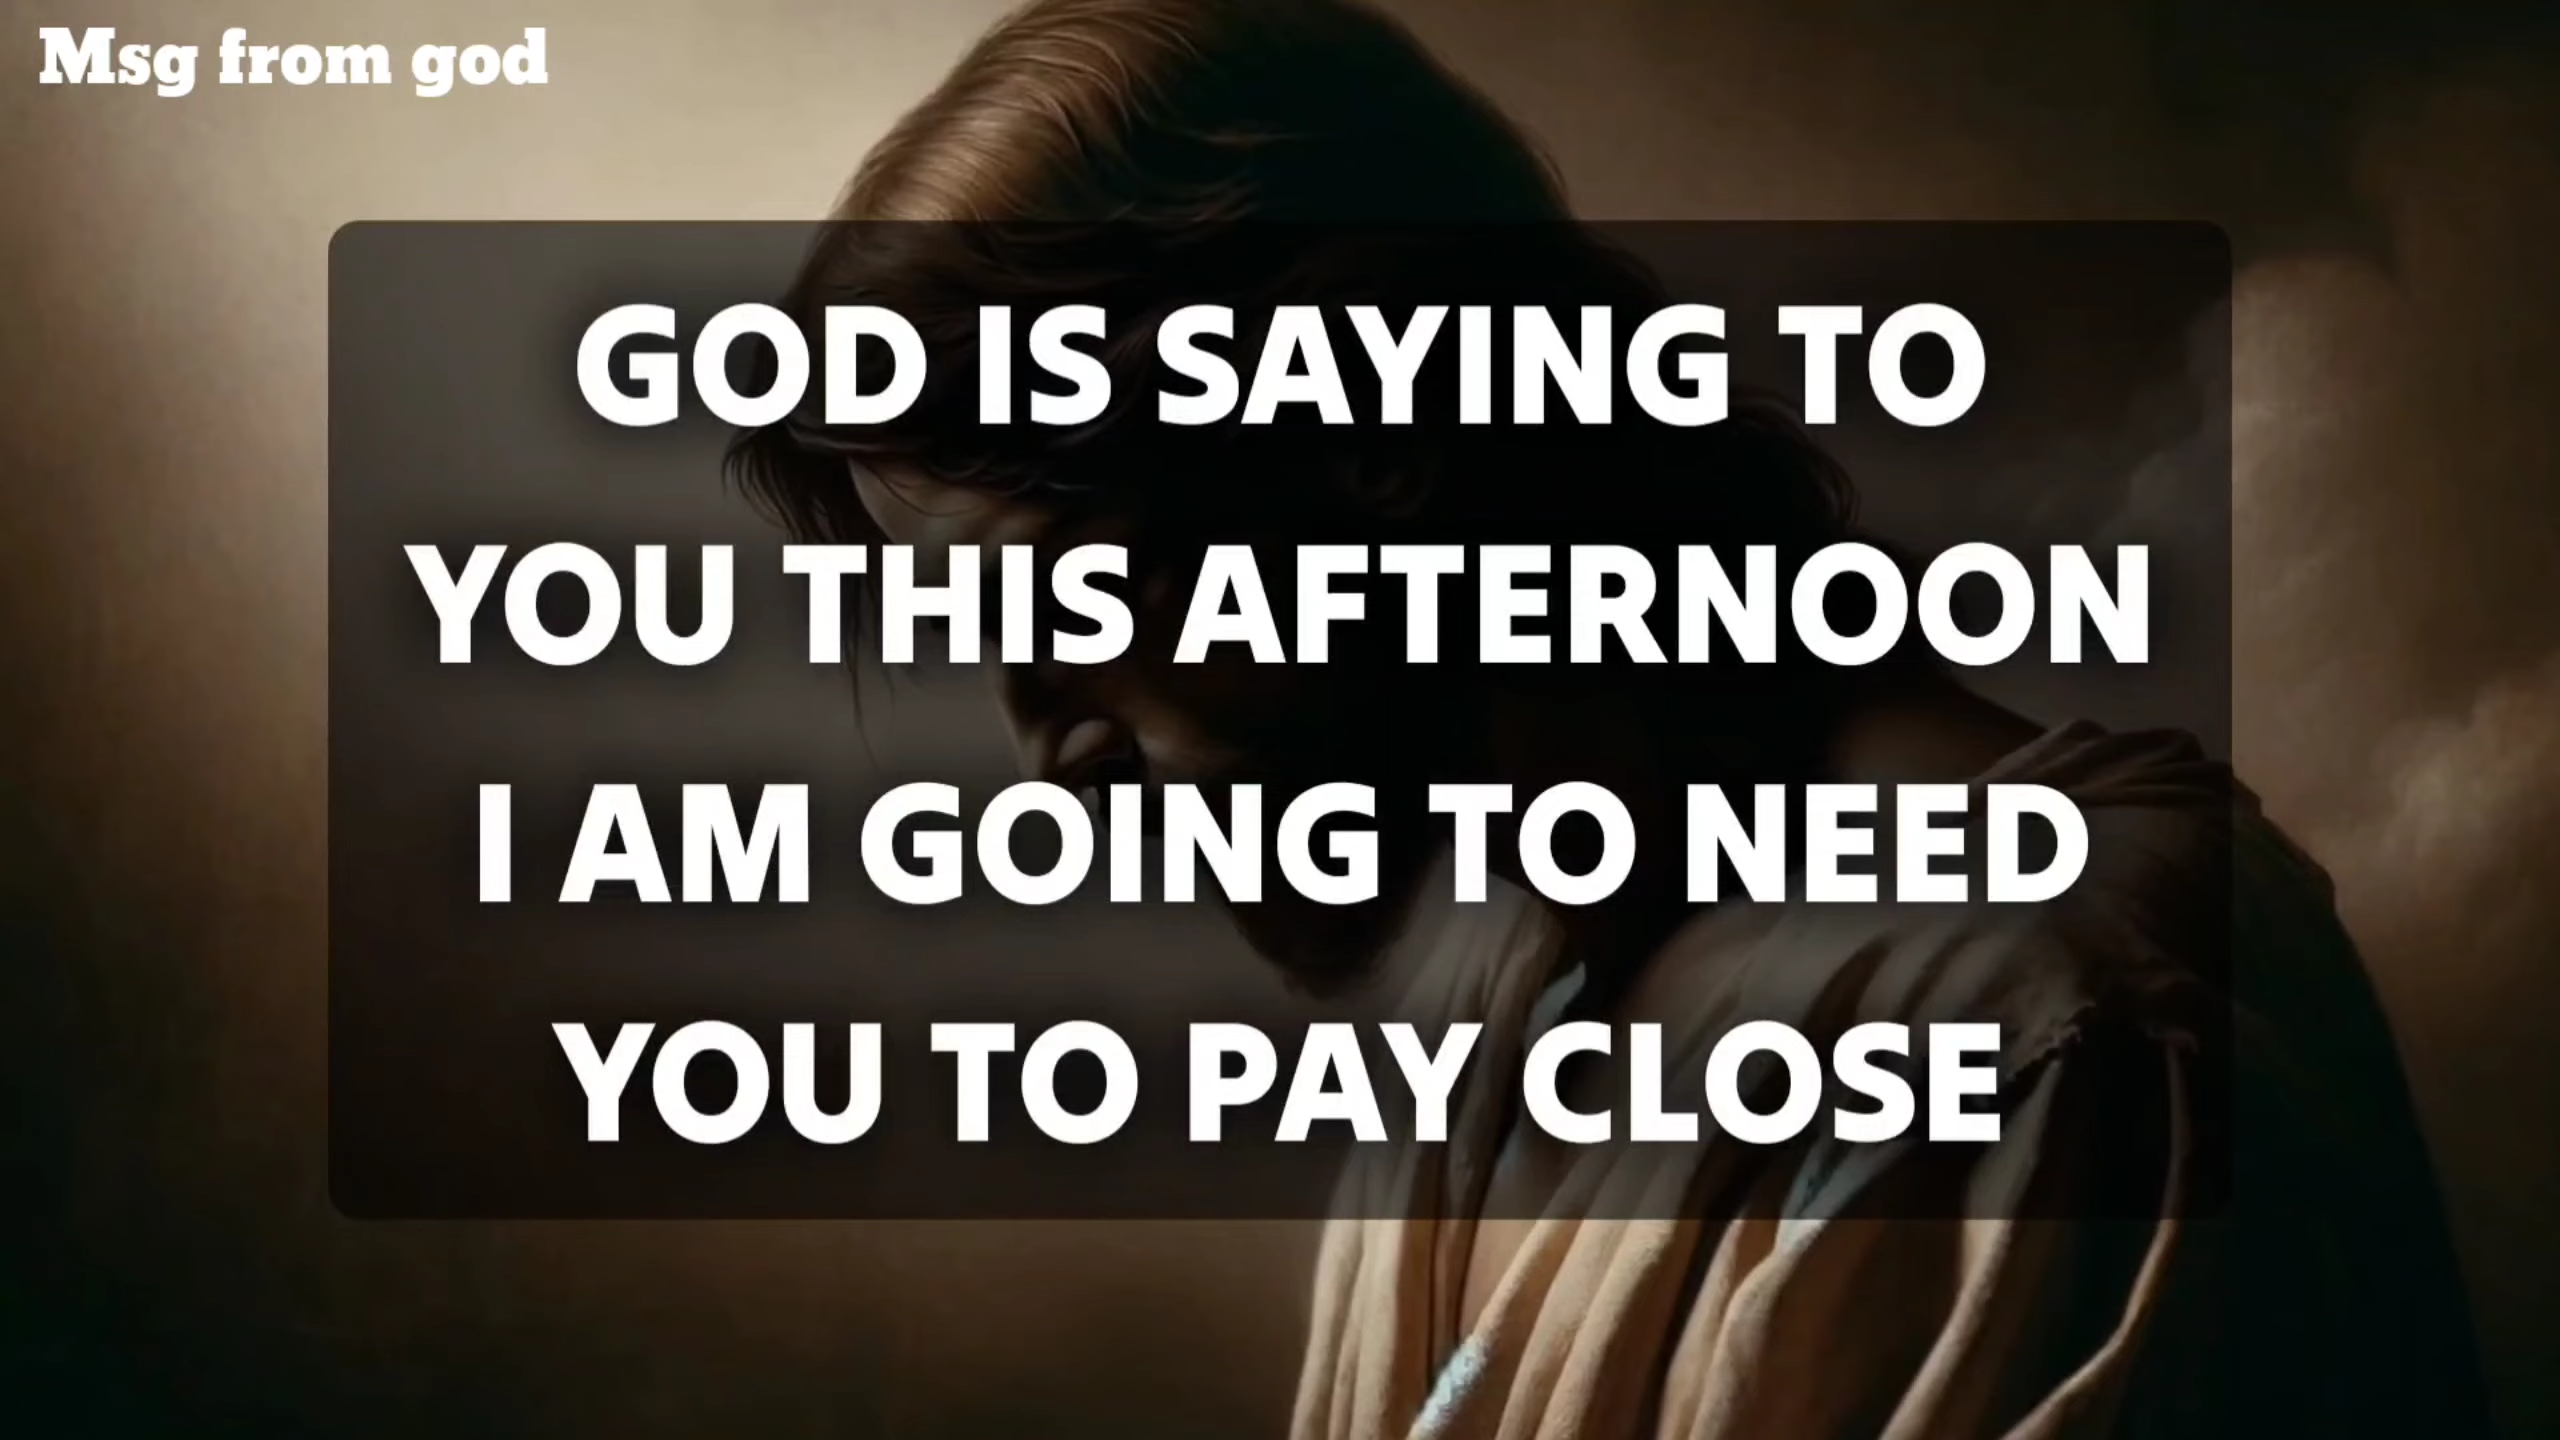 Msg from god
GOD IS SAYING TO
YOU THIS AFTERNOON
I AM GOING TO NEED
YOU TO PAY CLOSE